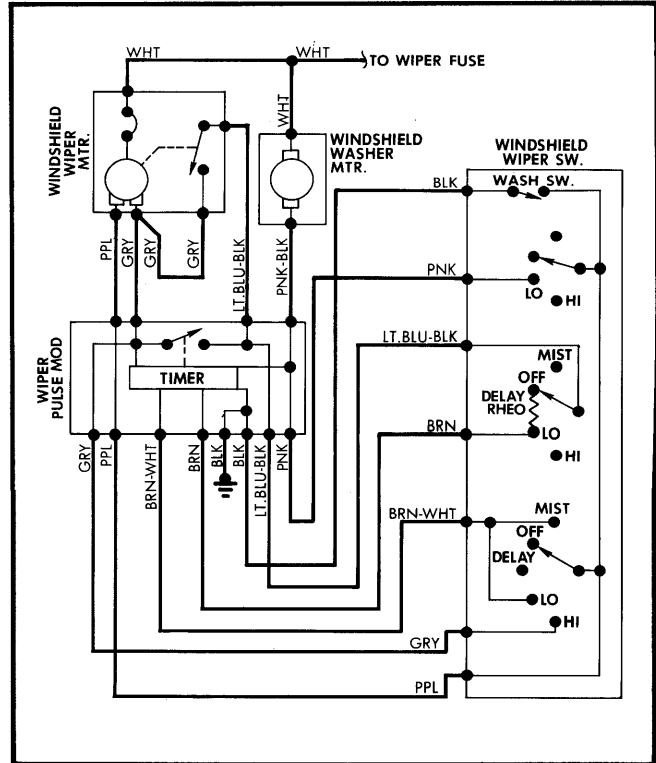 WHT
WHT
TO WIPER FUSE
WHT
WINDSHIELD
WIPER
MTR.
WINDSHIELD
WASHER
MTR.
WINDSHIELD
WIPER SW.
BLK
WASH SW.
PPL
GRY
GRY
GRY
LT.BLU-BLK
PNK-BLK
PNK
LO
HI
WIPER
PULSE MOD
TIMER
LT.BLU-BLK
MIST
OFF
DELAY
RHEO
BRN
LO
HI
GRY
PPL
BRN-WHT
BRN
BLK
BLK
LT.BLU-BLK
PNK
BRN-WHT
MIST
OFF
DELAY
LO
HI
GRY
PPL